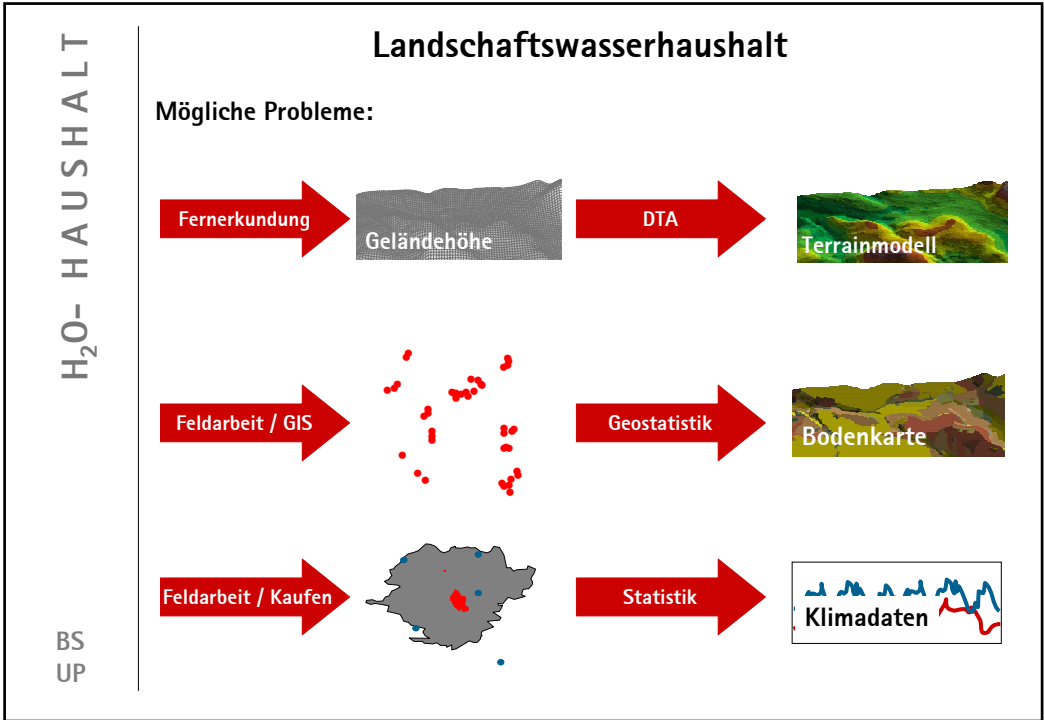 H₂O- HAUSHALT
Landschaftswasserhaushalt
Mögliche Probleme:
Fernerkundung
Geländehöhe
DTA
Terrainmodell
Feldarbeit / GIS
Geostatistik
Bodenkarte
Feldarbeit / Kaufen
Statistik
Klimadaten
BS
UP